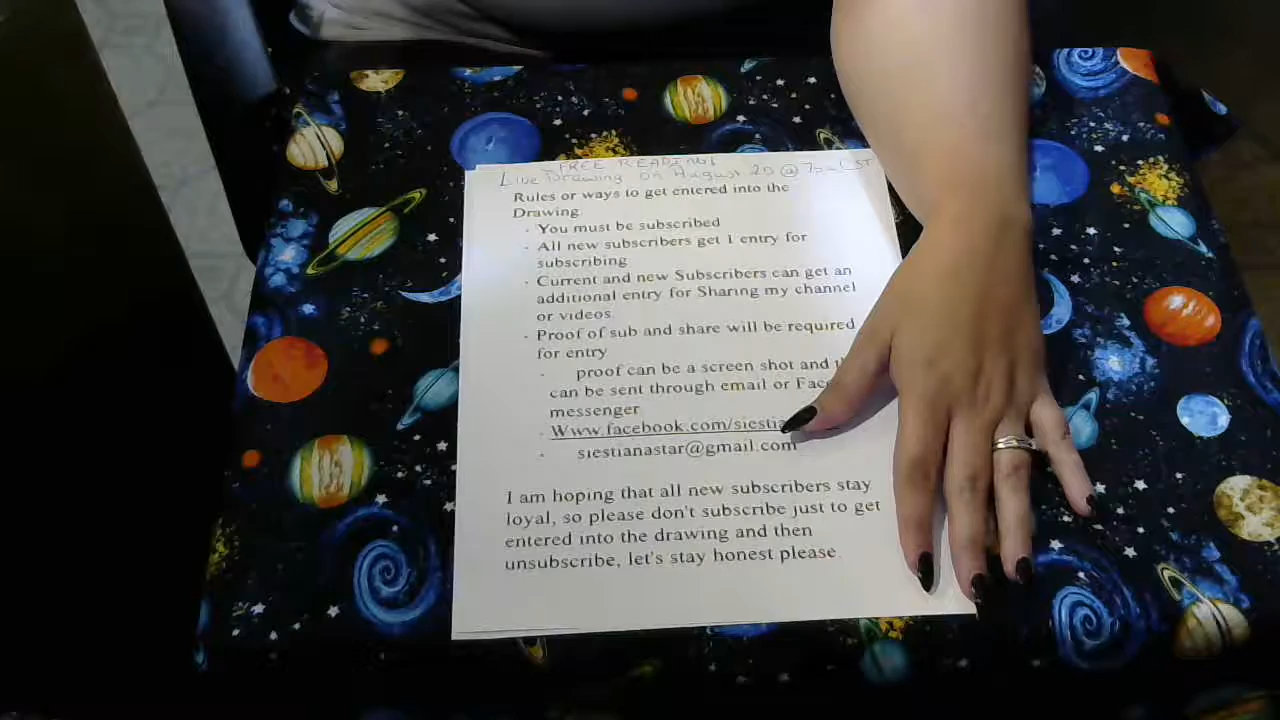 FREE READING
Live Drawing on August 20 @ 7pm CST
Rules or ways to get entered into the
Drawing.
- You must be subscribed
- All new subscribers get 1 entry for
subscribing
- Current and new Subscribers can get an
additional entry for Sharing my channel
or videos.
- Proof of sub and share will be required
for entry
- proof can be a screen shot and
can be sent through email or
messenger
- Www.facebook.com/siestia
- siestianastar@gmail.com
I am hoping that all new subscribers stay
loyal, so please don't subscribe just to get
entered into the drawing and then
unsubscribe, let's stay honest please.